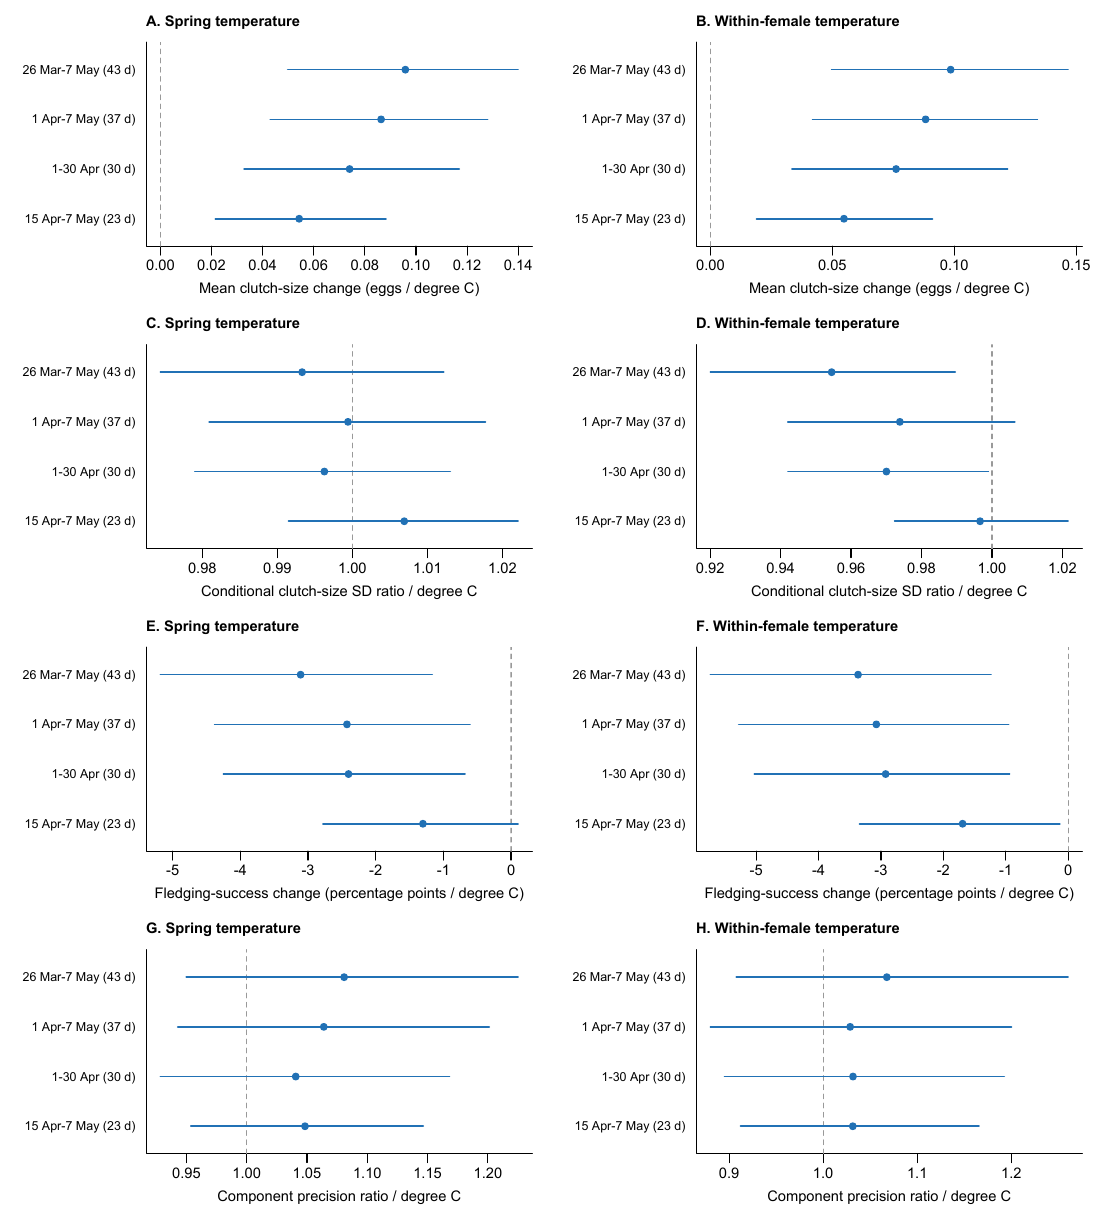 A. Spring temperature
26 Mar-7 May (43 d)
1 Apr-7 May (37 d)
1-30 Apr (30 d)
15 Apr-7 May (23 d)
0.00 0.02 0.04 0.06 0.08 0.10 0.12 0.14
Mean clutch-size change (eggs / degree C)
B. Within-female temperature
26 Mar-7 May (43 d)
1 Apr-7 May (37 d)
1-30 Apr (30 d)
15 Apr-7 May (23 d)
0.00 0.05 0.10 0.15
Mean clutch-size change (eggs / degree C)
C. Spring temperature
26 Mar-7 May (43 d)
1 Apr-7 May (37 d)
1-30 Apr (30 d)
15 Apr-7 May (23 d)
0.98 0.99 1.00 1.01 1.02
Conditional clutch-size SD ratio / degree C
D. Within-female temperature
26 Mar-7 May (43 d)
1 Apr-7 May (37 d)
1-30 Apr (30 d)
15 Apr-7 May (23 d)
0.92 0.94 0.96 0.98 1.00 1.02
Conditional clutch-size SD ratio / degree C
E. Spring temperature
26 Mar-7 May (43 d)
1 Apr-7 May (37 d)
1-30 Apr (30 d)
15 Apr-7 May (23 d)
-5 -4 -3 -2 -1 0
Fledging-success change (percentage points / degree C)
F. Within-female temperature
26 Mar-7 May (43 d)
1 Apr-7 May (37 d)
1-30 Apr (30 d)
15 Apr-7 May (23 d)
-5 -4 -3 -2 -1 0
Fledging-success change (percentage points / degree C)
G. Spring temperature
26 Mar-7 May (43 d)
1 Apr-7 May (37 d)
1-30 Apr (30 d)
15 Apr-7 May (23 d)
0.95 1.00 1.05 1.10 1.15 1.20
Component precision ratio / degree C
H. Within-female temperature
26 Mar-7 May (43 d)
1 Apr-7 May (37 d)
1-30 Apr (30 d)
15 Apr-7 May (23 d)
0.9 1.0 1.1 1.2
Component precision ratio / degree C